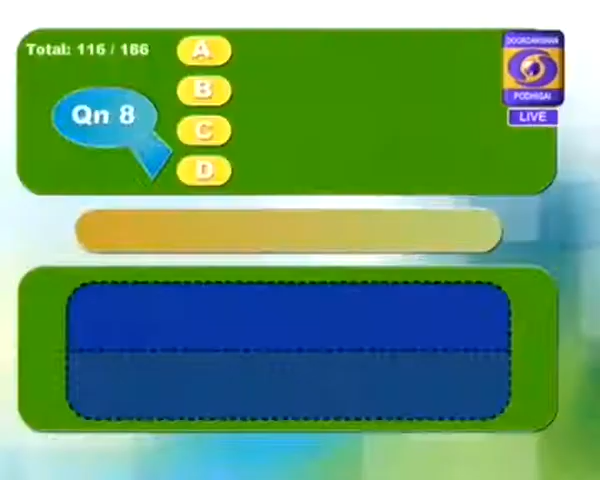 Total: 116 / 186
A
B
C
D
Qn 8
DOORDARSHAN
PODHIGAI
LIVE